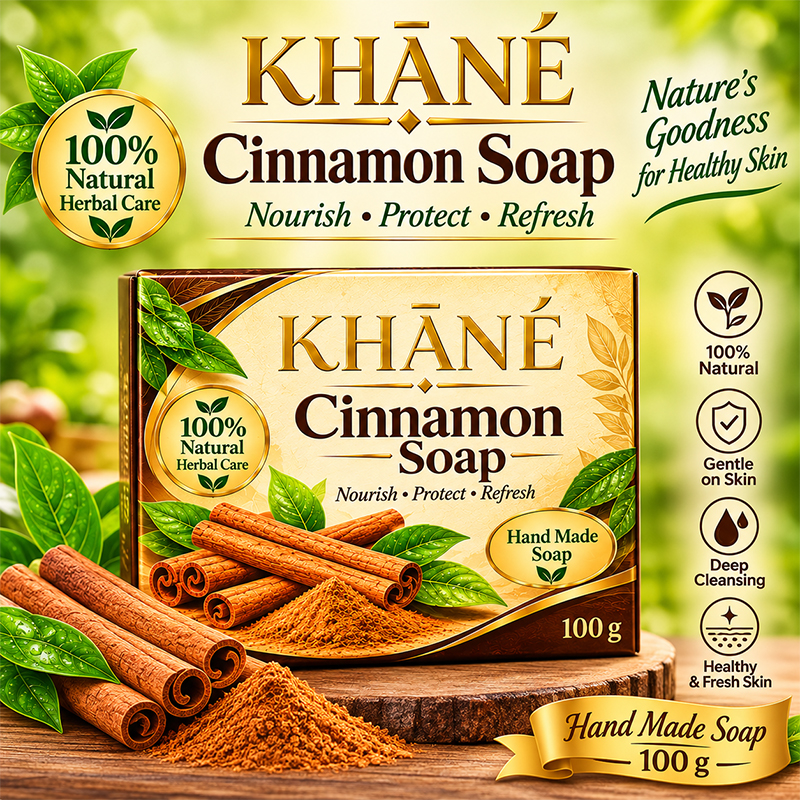 KHĀNÉ
Cinnamon Soap
Nourish • Protect • Refresh
100%
Natural
Herbal Care
Nature's
Goodness
for Healthy Skin
KHĀNÉ
Cinnamon
Soap
Nourish • Protect • Refresh
100%
Natural
Herbal Care
Hand Made
Soap
100 g
100%
Natural
Gentle
on Skin
Deep
Cleansing
Healthy
& Fresh Skin
Hand Made Soap
100 g